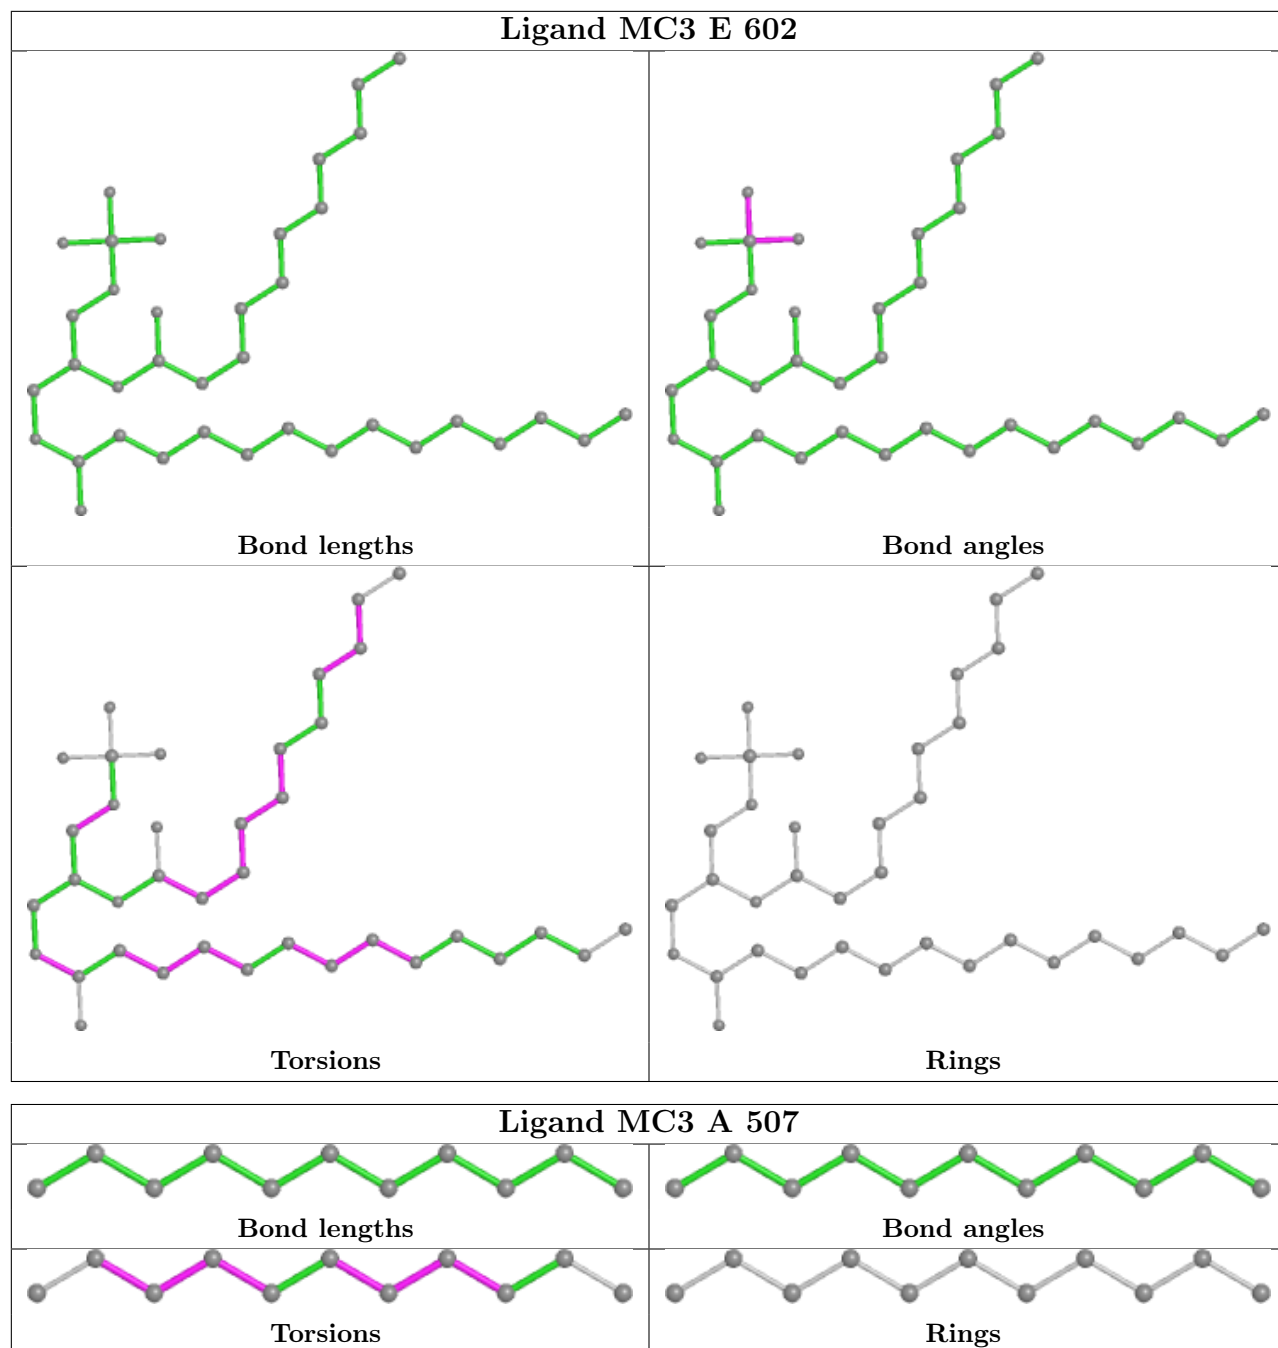 Ligand MC3 E 602
Bond lengths
Bond angles
Torsions
Rings
Ligand MC3 A 507
Bond lengths
Bond angles
Torsions
Rings